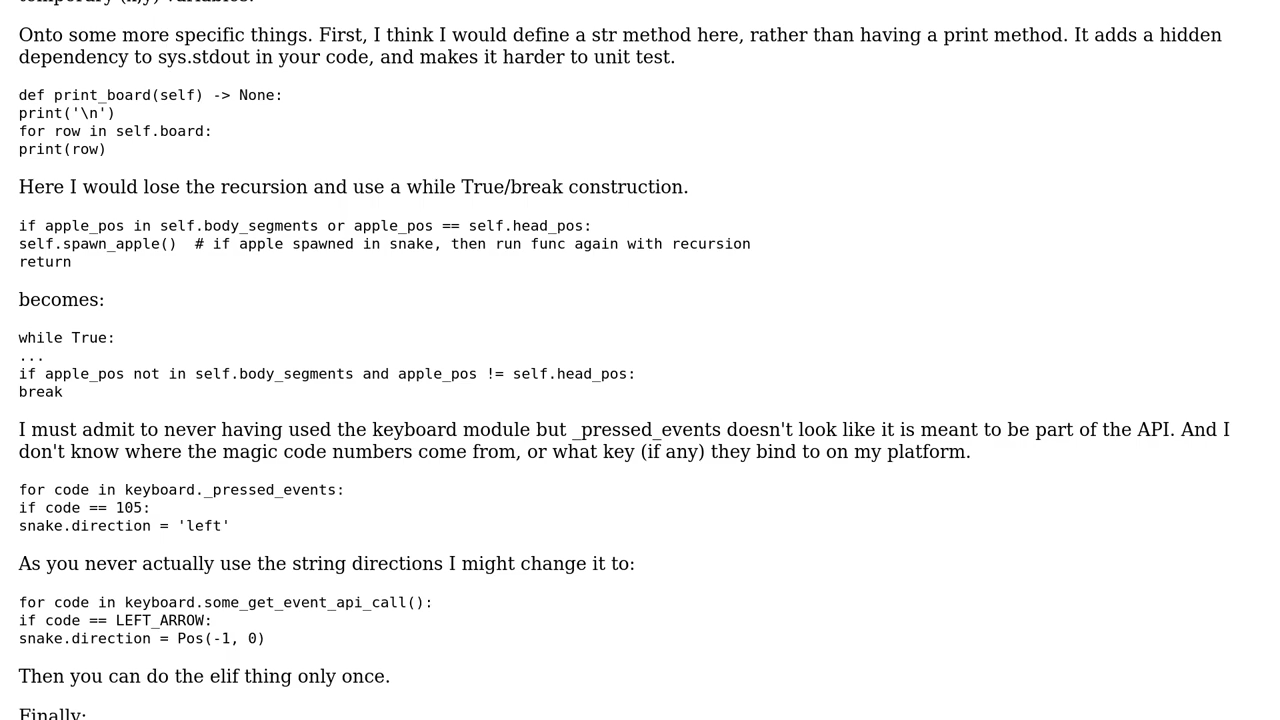 temporary (x,y) variables.
Onto some more specific things. First, I think I would define a str method here, rather than having a print method. It adds a hidden
dependency to sys.stdout in your code, and makes it harder to unit test.
def print_board(self) -> None:
print('\n')
for row in self.board:
print(row)
Here I would lose the recursion and use a while True/break construction.
if apple_pos in self.body_segments or apple_pos == self.head_pos:
self.spawn_apple()  # if apple spawned in snake, then run func again with recursion
return
becomes:
while True:
...
if apple_pos not in self.body_segments and apple_pos != self.head_pos:
break
I must admit to never having used the keyboard module but _pressed_events doesn't look like it is meant to be part of the API. And I
don't know where the magic code numbers come from, or what key (if any) they bind to on my platform.
for code in keyboard._pressed_events:
if code == 105:
snake.direction = 'left'
As you never actually use the string directions I might change it to:
for code in keyboard.some_get_event_api_call():
if code == LEFT_ARROW:
snake.direction = Pos(-1, 0)
Then you can do the elif thing only once.
Finally: